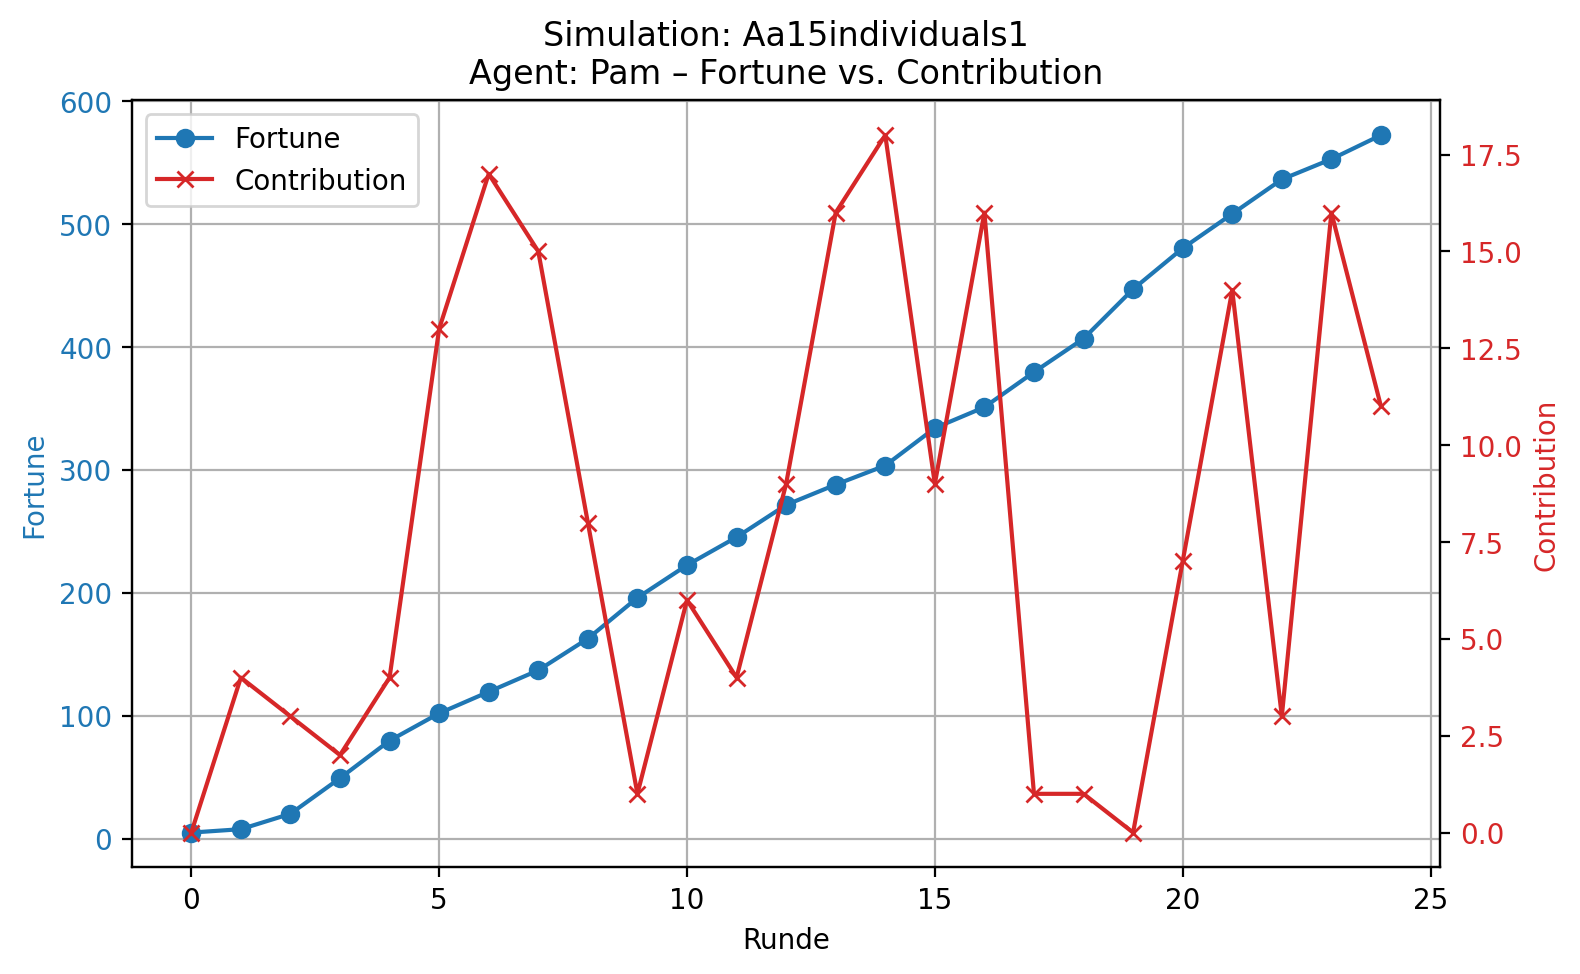 Simulation: Aa15individuals1
Agent: Pam – Fortune vs. Contribution
Fortune
Contribution
600
500
400
300
200
100
0
Fortune
17.5
15.0
12.5
10.0
7.5
5.0
2.5
0.0
Contribution
0 5 10 15 20 25
Runde